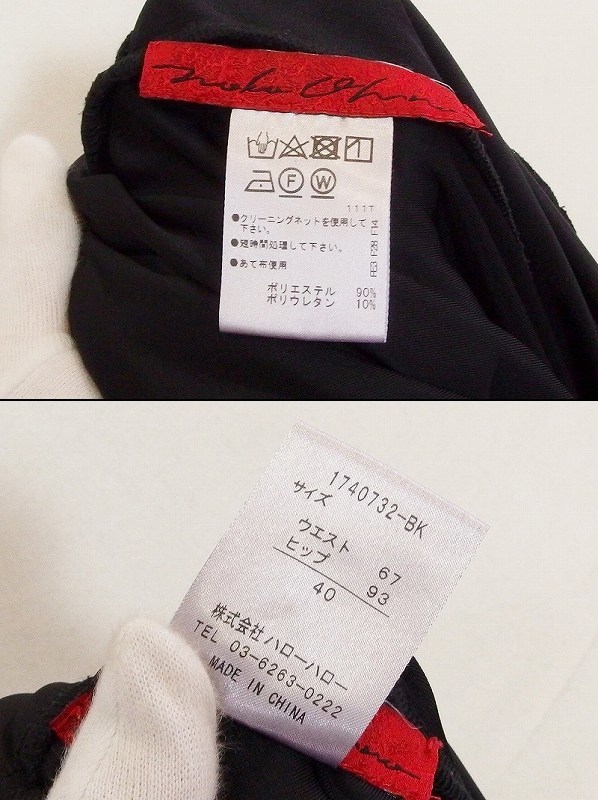 F
W
111T
●クリーニングネットを使用して
下さい。
●短時間処理して下さい。
●あて布使用
ポリエステル 90%
ポリウレタン 10%
1740732-BK
サイズ
ウエスト 67
ヒップ 93
40
株式会社 ハローハロー
TEL 03-6263-0222
MADE IN CHINA